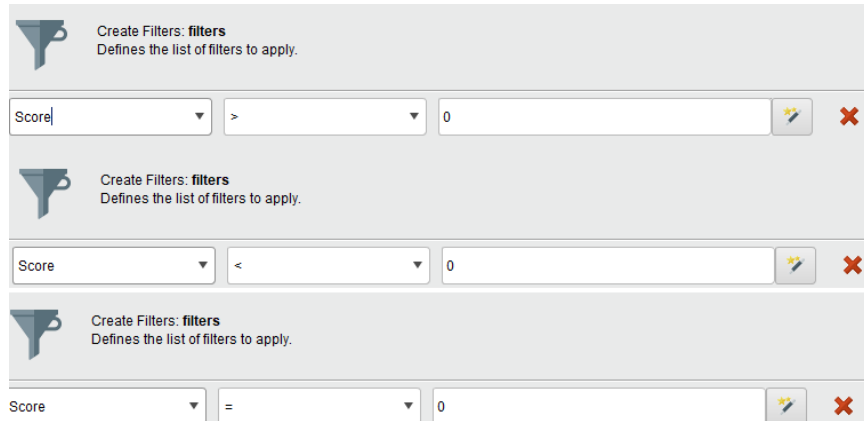 Create Filters: filters
Defines the list of filters to apply.
Score > 0
Create Filters: filters
Defines the list of filters to apply.
Score < 0
Create Filters: filters
Defines the list of filters to apply.
Score = 0